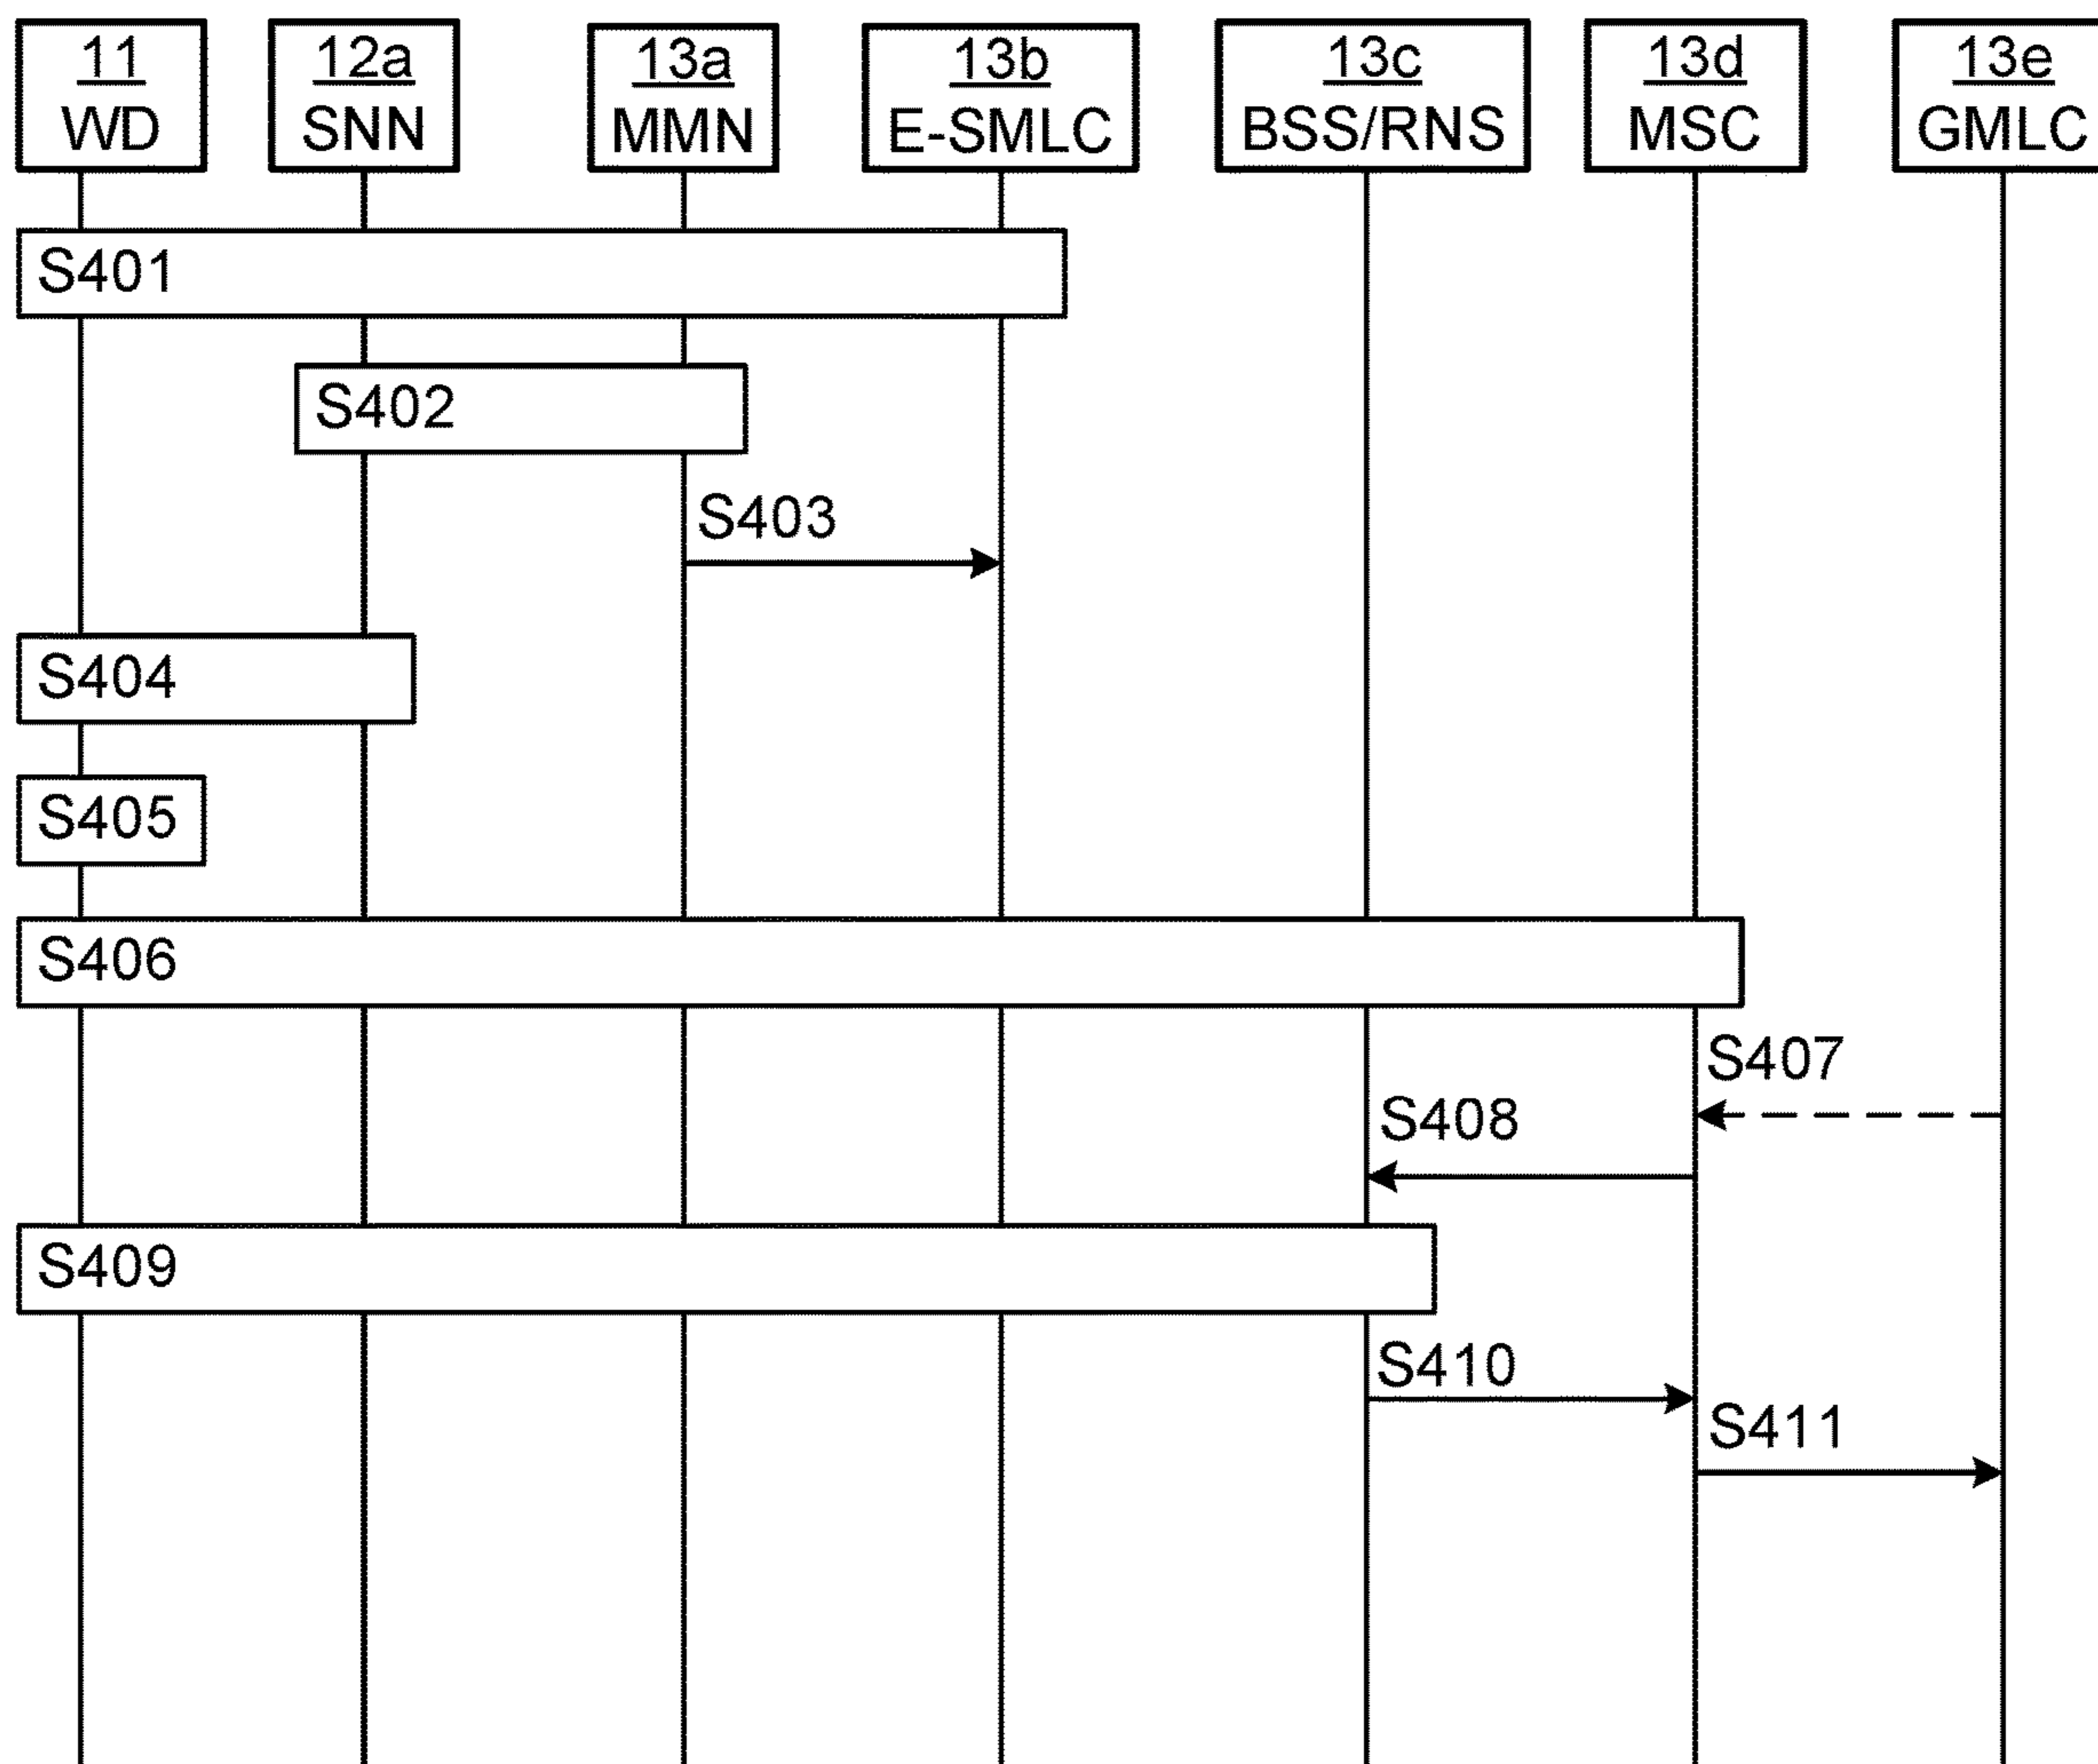 11
WD
12a
SNN
13a
MMN
13b
E-SMLC
13c
BSS/RNS
13d
MSC
13e
GMLC
S401
S402
S403
S404
S405
S406
S407
S408
S409
S410
S411